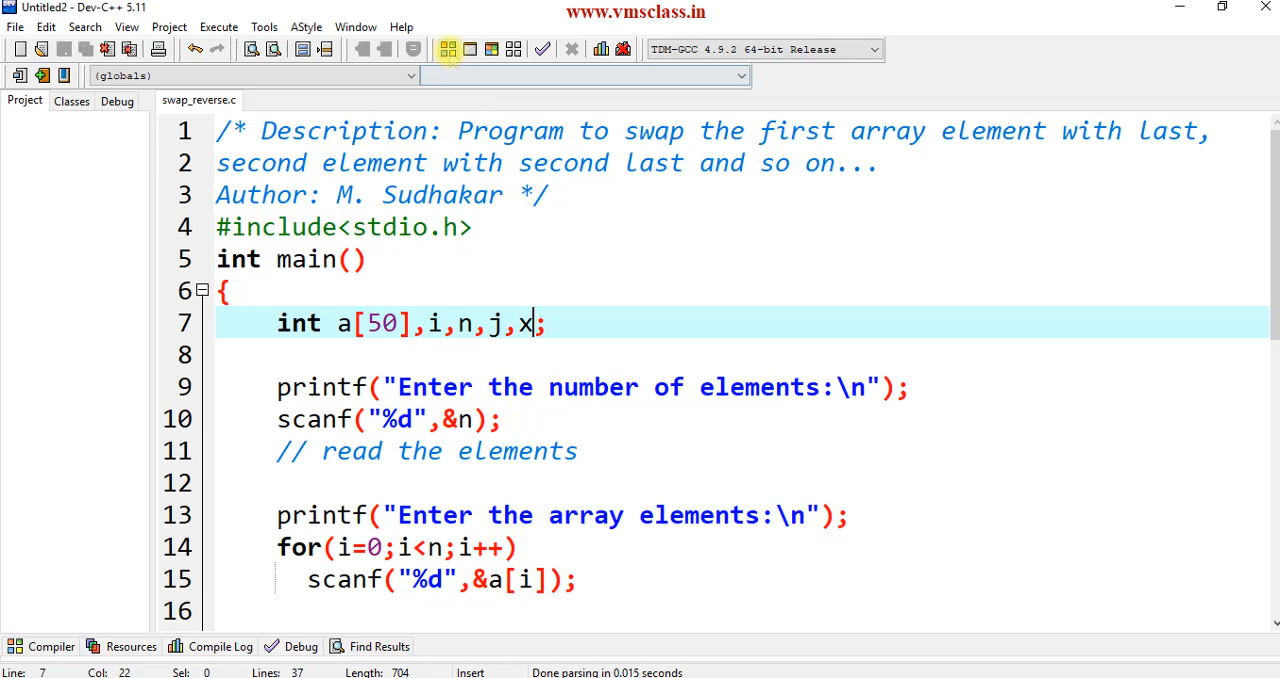 Untitled2 - Dev-C++ 5.11
www.vmsclass.in
File Edit Search View Project Execute Tools AStyle Window Help
TDM-GCC 4.9.2 64-bit Release
(globals)
Project Classes Debug
swap_reverse.c
1 /* Description: Program to swap the first array element with last,
2 second element with second last and so on...
3 Author: M. Sudhakar */
4 #include<stdio.h>
5 int main()
6 {
7 int a[50],i,n,j,x;
8
9 printf("Enter the number of elements:\n");
10 scanf("%d",&n);
11 // read the elements
12
13 printf("Enter the array elements:\n");
14 for(i=0;i<n;i++)
15 scanf("%d",&a[i]);
16
Compiler Resources Compile Log Debug Find Results
Line: 7 Col: 22 Sel: 0 Lines: 37 Length: 704 Insert Done parsing in 0.015 seconds